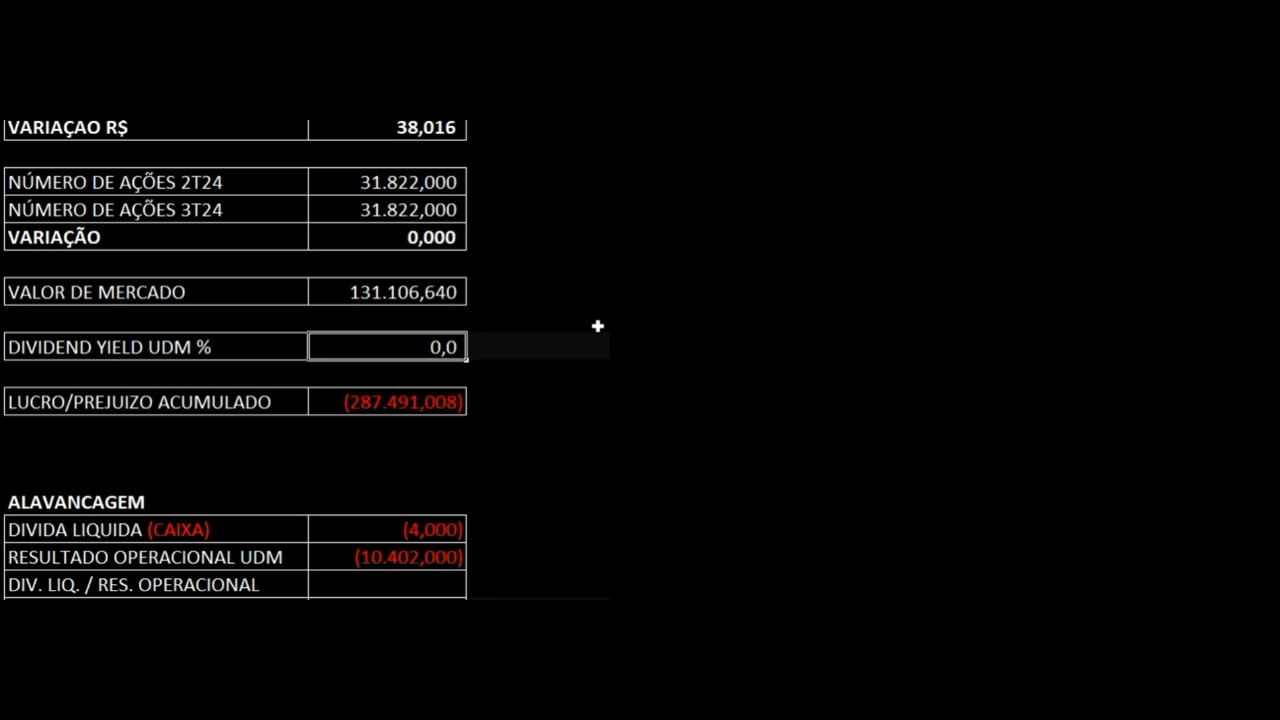 VARIAÇAO R$ 38,016
NÚMERO DE AÇÕES 2T24 31.822,000
NÚMERO DE AÇÕES 3T24 31.822,000
VARIAÇÃO 0,000
VALOR DE MERCADO 131.106,640
DIVIDEND YIELD UDM % 0,0
LUCRO/PREJUIZO ACUMULADO (287.491,008)
ALAVANCAGEM
DIVIDA LIQUIDA (CAIXA) (4,000)
RESULTADO OPERACIONAL UDM (10.402,000)
DIV. LIQ. / RES. OPERACIONAL